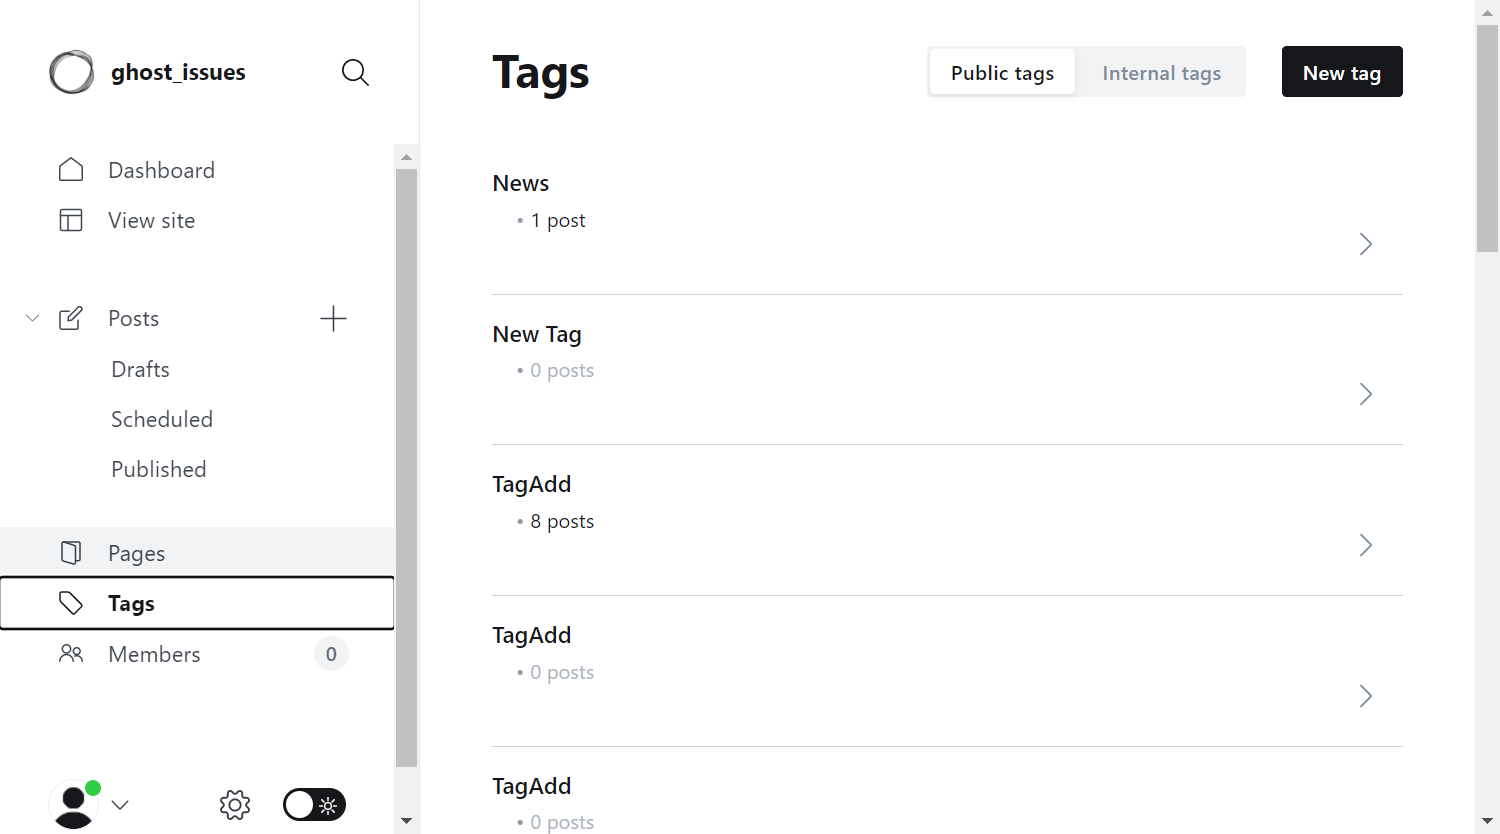 ghost_issues
Dashboard
View site
Posts
Drafts
Scheduled
Published
Pages
Tags
Members 0
Tags
Public tags
Internal tags
New tag
News
• 1 post
New Tag
• 0 posts
TagAdd
• 8 posts
TagAdd
• 0 posts
TagAdd
• 0 posts